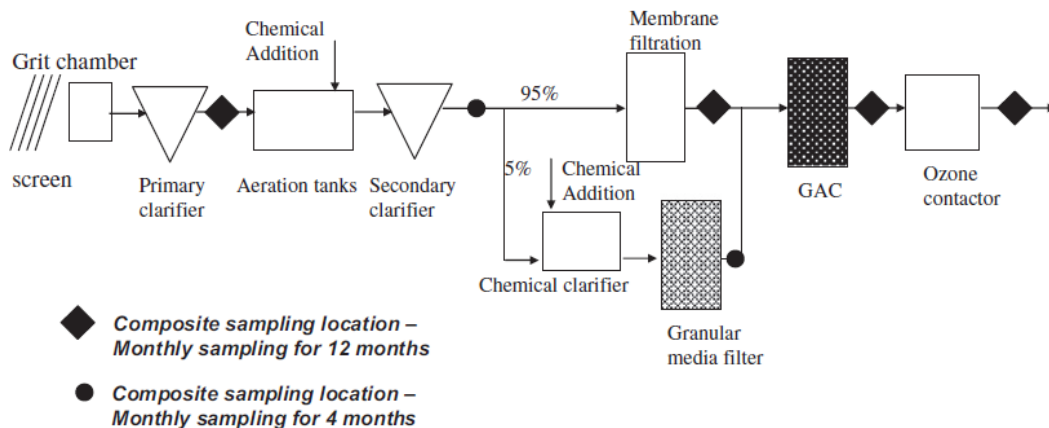 Grit chamber
screen
Primary
clarifier
Chemical
Addition
Aeration tanks
Secondary
clarifier
95%
5%
Chemical
Addition
Chemical clarifier
Membrane
filtration
Granular
media filter
GAC
Ozone
contactor
Composite sampling location –
Monthly sampling for 12 months
Composite sampling location –
Monthly sampling for 4 months